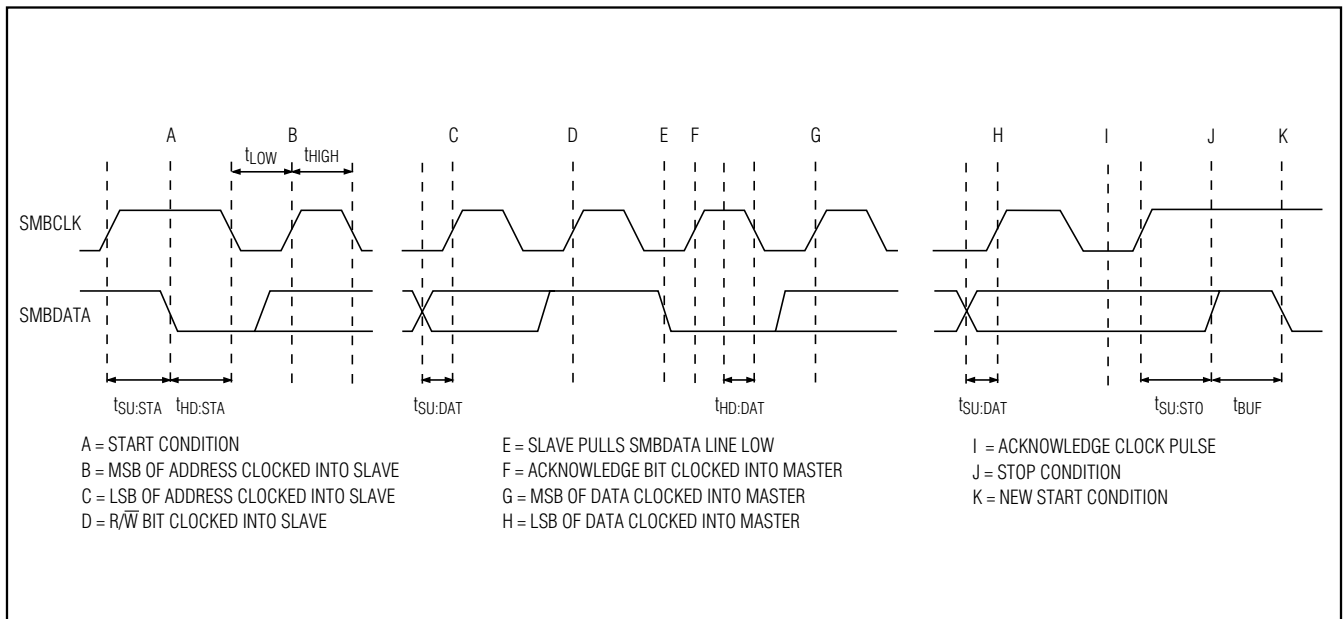 A B C D E F G H I J K
tLOW tHIGH
SMBCLK
SMBDATA
tSU:STA tHD:STA tSU:DAT tHD:DAT tSU:DAT tSU:STO tBUF
A = START CONDITION
B = MSB OF ADDRESS CLOCKED INTO SLAVE
C = LSB OF ADDRESS CLOCKED INTO SLAVE
D = R/W̅ BIT CLOCKED INTO SLAVE
E = SLAVE PULLS SMBDATA LINE LOW
F = ACKNOWLEDGE BIT CLOCKED INTO MASTER
G = MSB OF DATA CLOCKED INTO MASTER
H = LSB OF DATA CLOCKED INTO MASTER
I = ACKNOWLEDGE CLOCK PULSE
J = STOP CONDITION
K = NEW START CONDITION